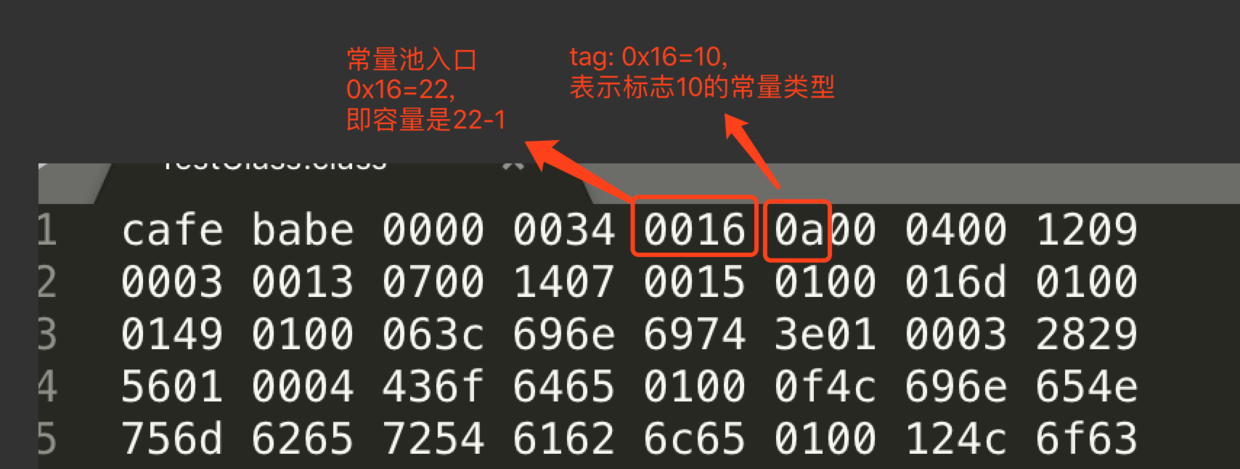 常量池入口
0x16=22,
即容量是22-1
tag: 0x16=10,
表示标志10的常量类型
TestClass.class ×
1 cafe babe 0000 0034 0016 0a00 0400 1209
2 0003 0013 0700 1407 0015 0100 016d 0100
3 0149 0100 063c 696e 6974 3e01 0003 2829
4 5601 0004 436f 6465 0100 0f4c 696e 654e
5 756d 6265 7254 6162 6c65 0100 124c 6f63